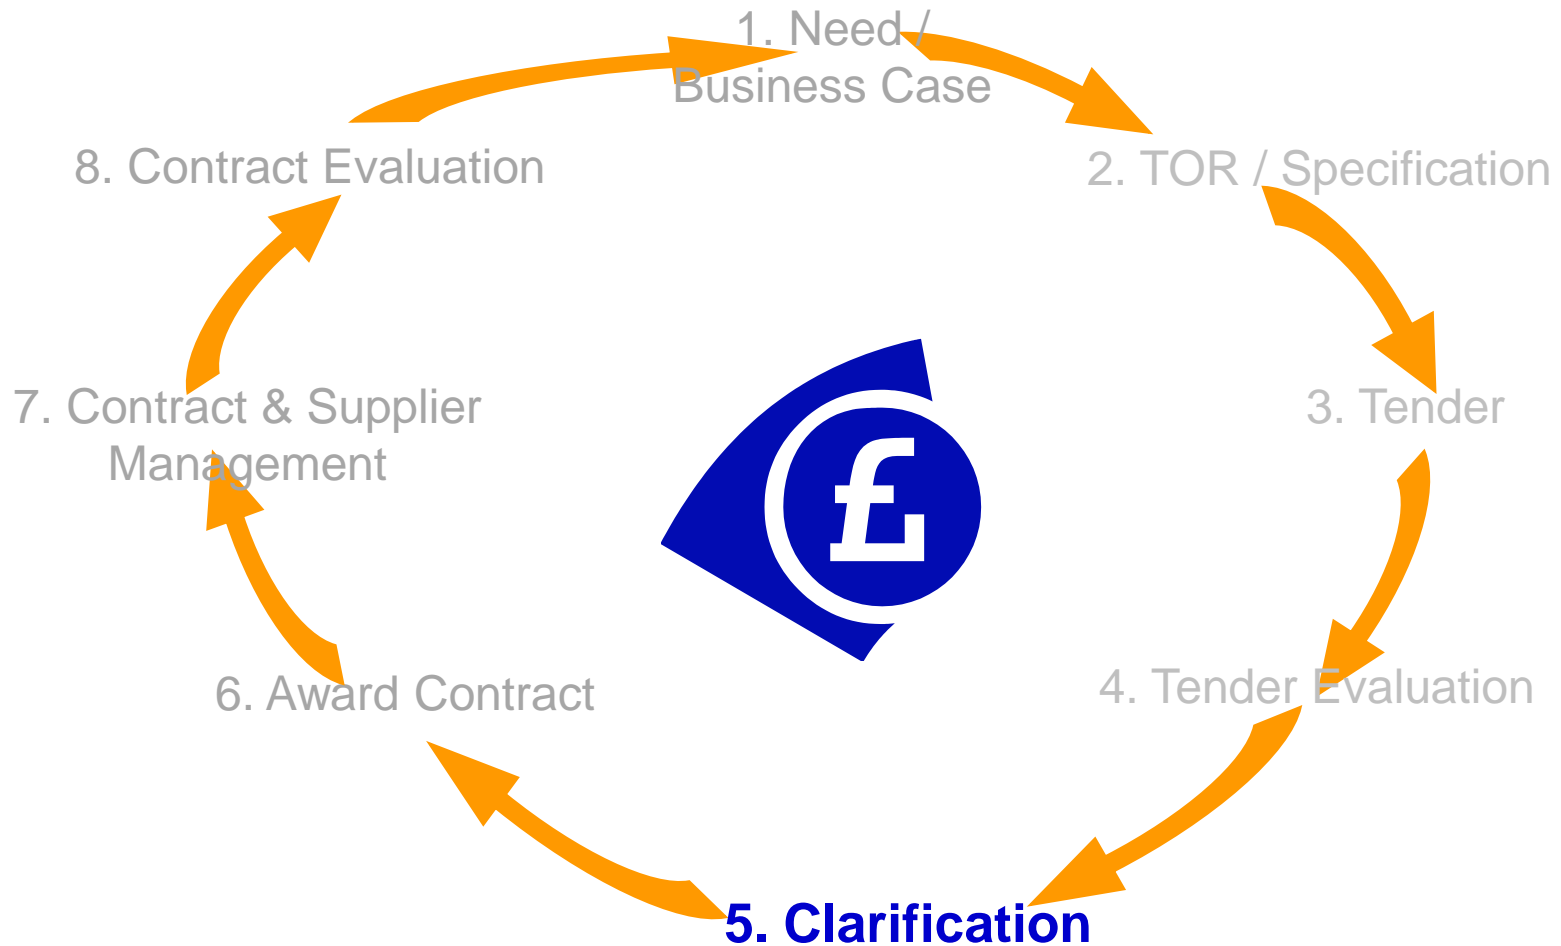 1. Need /
Business Case
2. TOR / Specification
3. Tender
4. Tender Evaluation
5. Clarification
6. Award Contract
7. Contract & Supplier
Management
8. Contract Evaluation
£